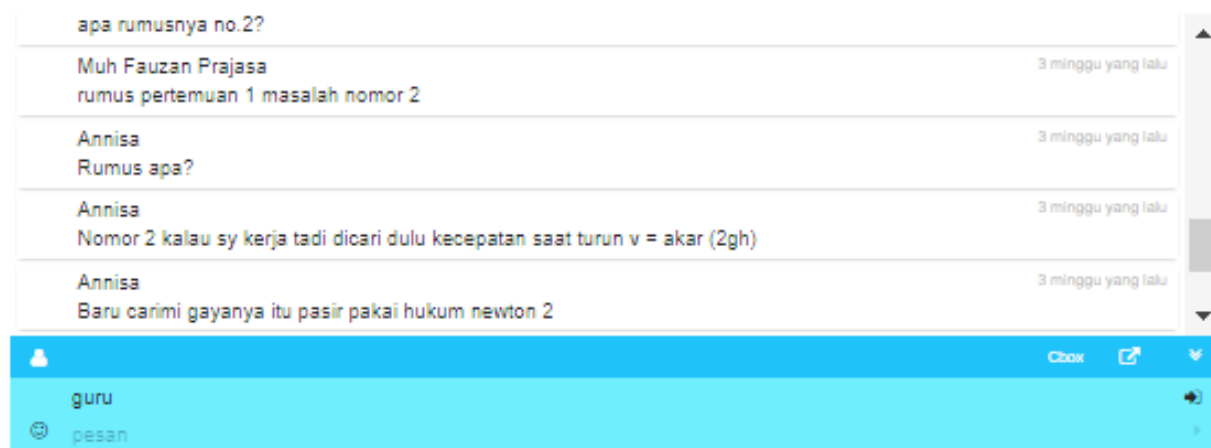 apa rumusnya no.2?
Muh Fauzan Prajasa 3 minggu yang lalu
rumus pertemuan 1 masalah nomor 2
Annisa 3 minggu yang lalu
Rumus apa?
Annisa 3 minggu yang lalu
Nomor 2 kalau sy kerja tadi dicari dulu kecepatan saat turun v = akar (2gh)
Annisa 3 minggu yang lalu
Baru carimi gayanya itu pasir pakai hukum newton 2
Cbox
guru
pesan